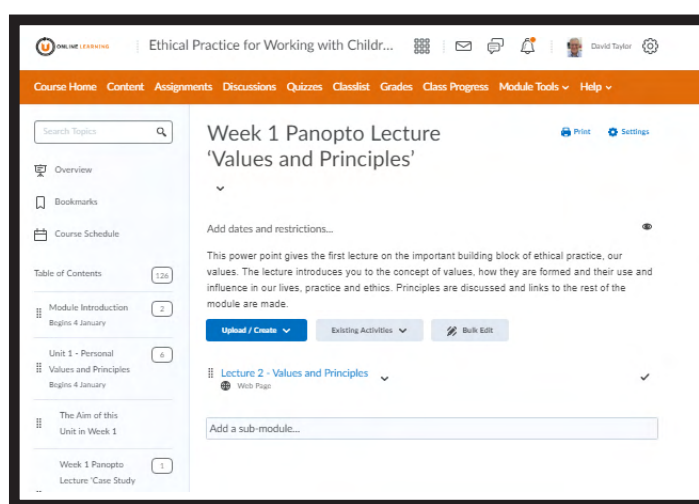 ONLINE LEARNING
Ethical Practice for Working with Childr...
David Taylor
Course Home Content Assignments Discussions Quizzes Classlist Grades Class Progress Module Tools Help
Search Topics
Overview
Bookmarks
Course Schedule
Table of Contents 126
Module Introduction 2
Begins 4 January
Unit 1 - Personal 6
Values and Principles
Begins 4 January
The Aim of this
Unit in Week 1
Week 1 Panopto 1
Lecture 'Case Study
Week 1 Panopto Lecture
‘Values and Principles’
Print Settings
Add dates and restrictions...
This power point gives the first lecture on the important building block of ethical practice, our
values. The lecture introduces you to the concept of values, how they are formed and their use and
influence in our lives, practice and ethics. Principles are discussed and links to the rest of the
module are made.
Upload / Create Existing Activities Bulk Edit
Lecture 2 - Values and Principles
Web Page
Add a sub-module...